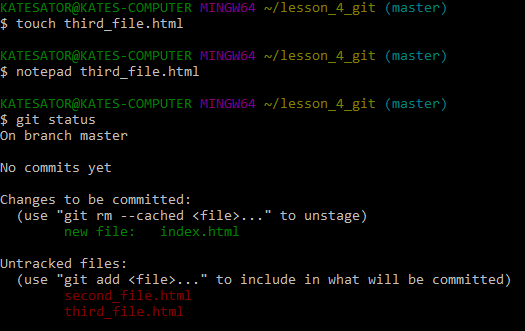 KATESATOR@KATES-COMPUTER MINGW64 ~/lesson_4_git (master)
$ touch third_file.html
KATESATOR@KATES-COMPUTER MINGW64 ~/lesson_4_git (master)
$ notepad third_file.html
KATESATOR@KATES-COMPUTER MINGW64 ~/lesson_4_git (master)
$ git status
On branch master
No commits yet
Changes to be committed:
(use "git rm --cached <file>..." to unstage)
new file:   index.html
Untracked files:
(use "git add <file>..." to include in what will be committed)
second_file.html
third_file.html